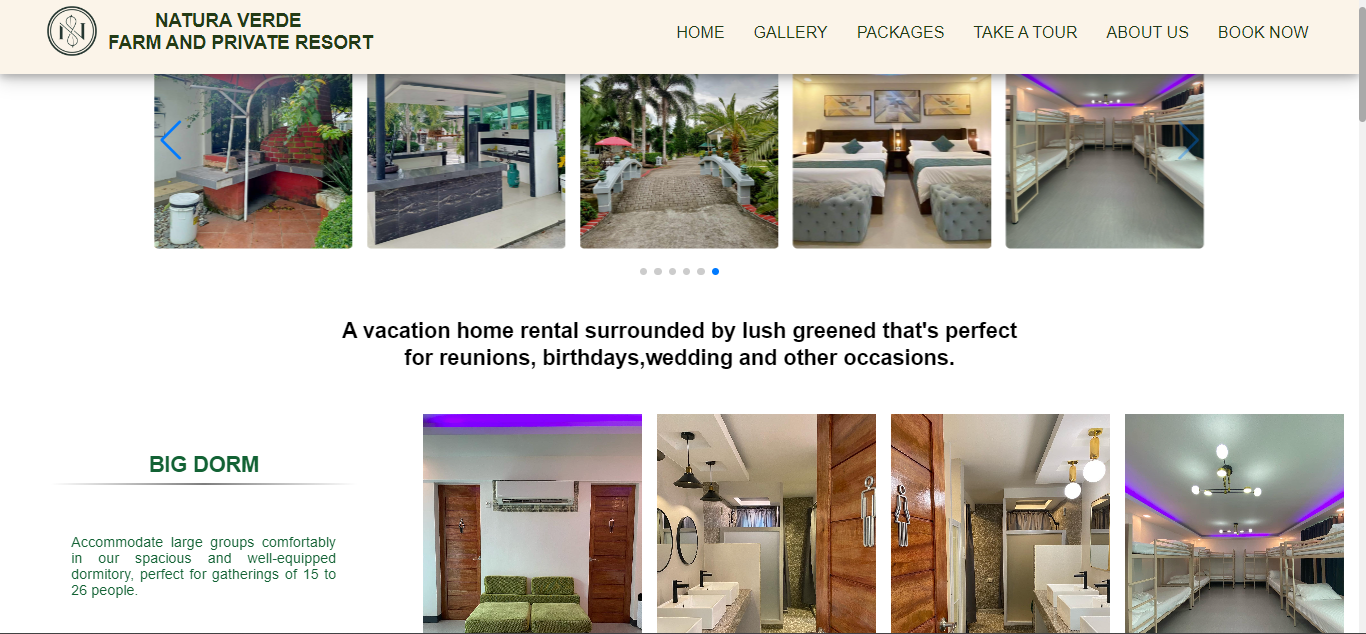 NATURA VERDE
FARM AND PRIVATE RESORT
HOME GALLERY PACKAGES TAKE A TOUR ABOUT US BOOK NOW
A vacation home rental surrounded by lush greened that's perfect
for reunions, birthdays,wedding and other occasions.
BIG DORM
Accommodate large groups comfortably
in our spacious and well-equipped
dormitory, perfect for gatherings of 15 to
26 people.